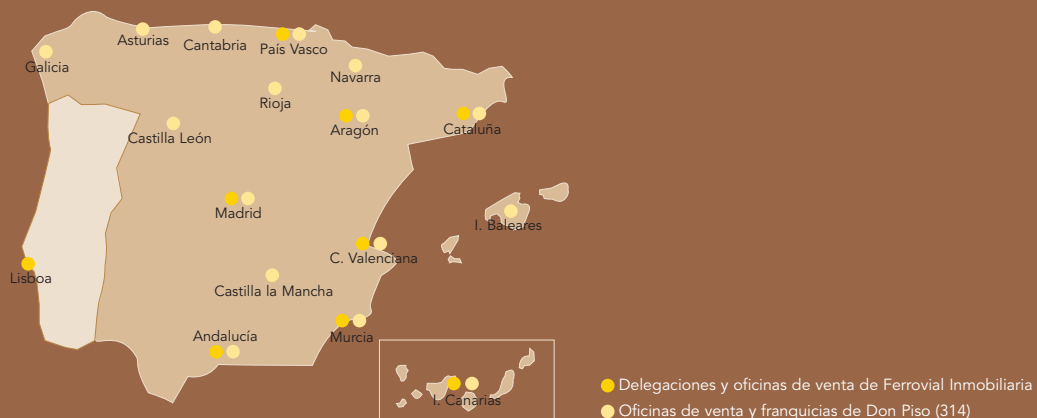 Asturias
Cantabria
País Vasco
Galicia
Navarra
Rioja
Aragón
Cataluña
Castilla León
Madrid
I. Baleares
C. Valenciana
Lisboa
Castilla la Mancha
Andalucía
Murcia
I. Canarias
Delegaciones y oficinas de venta de Ferrovial Inmobiliaria
Oficinas de venta y franquicias de Don Piso (314)